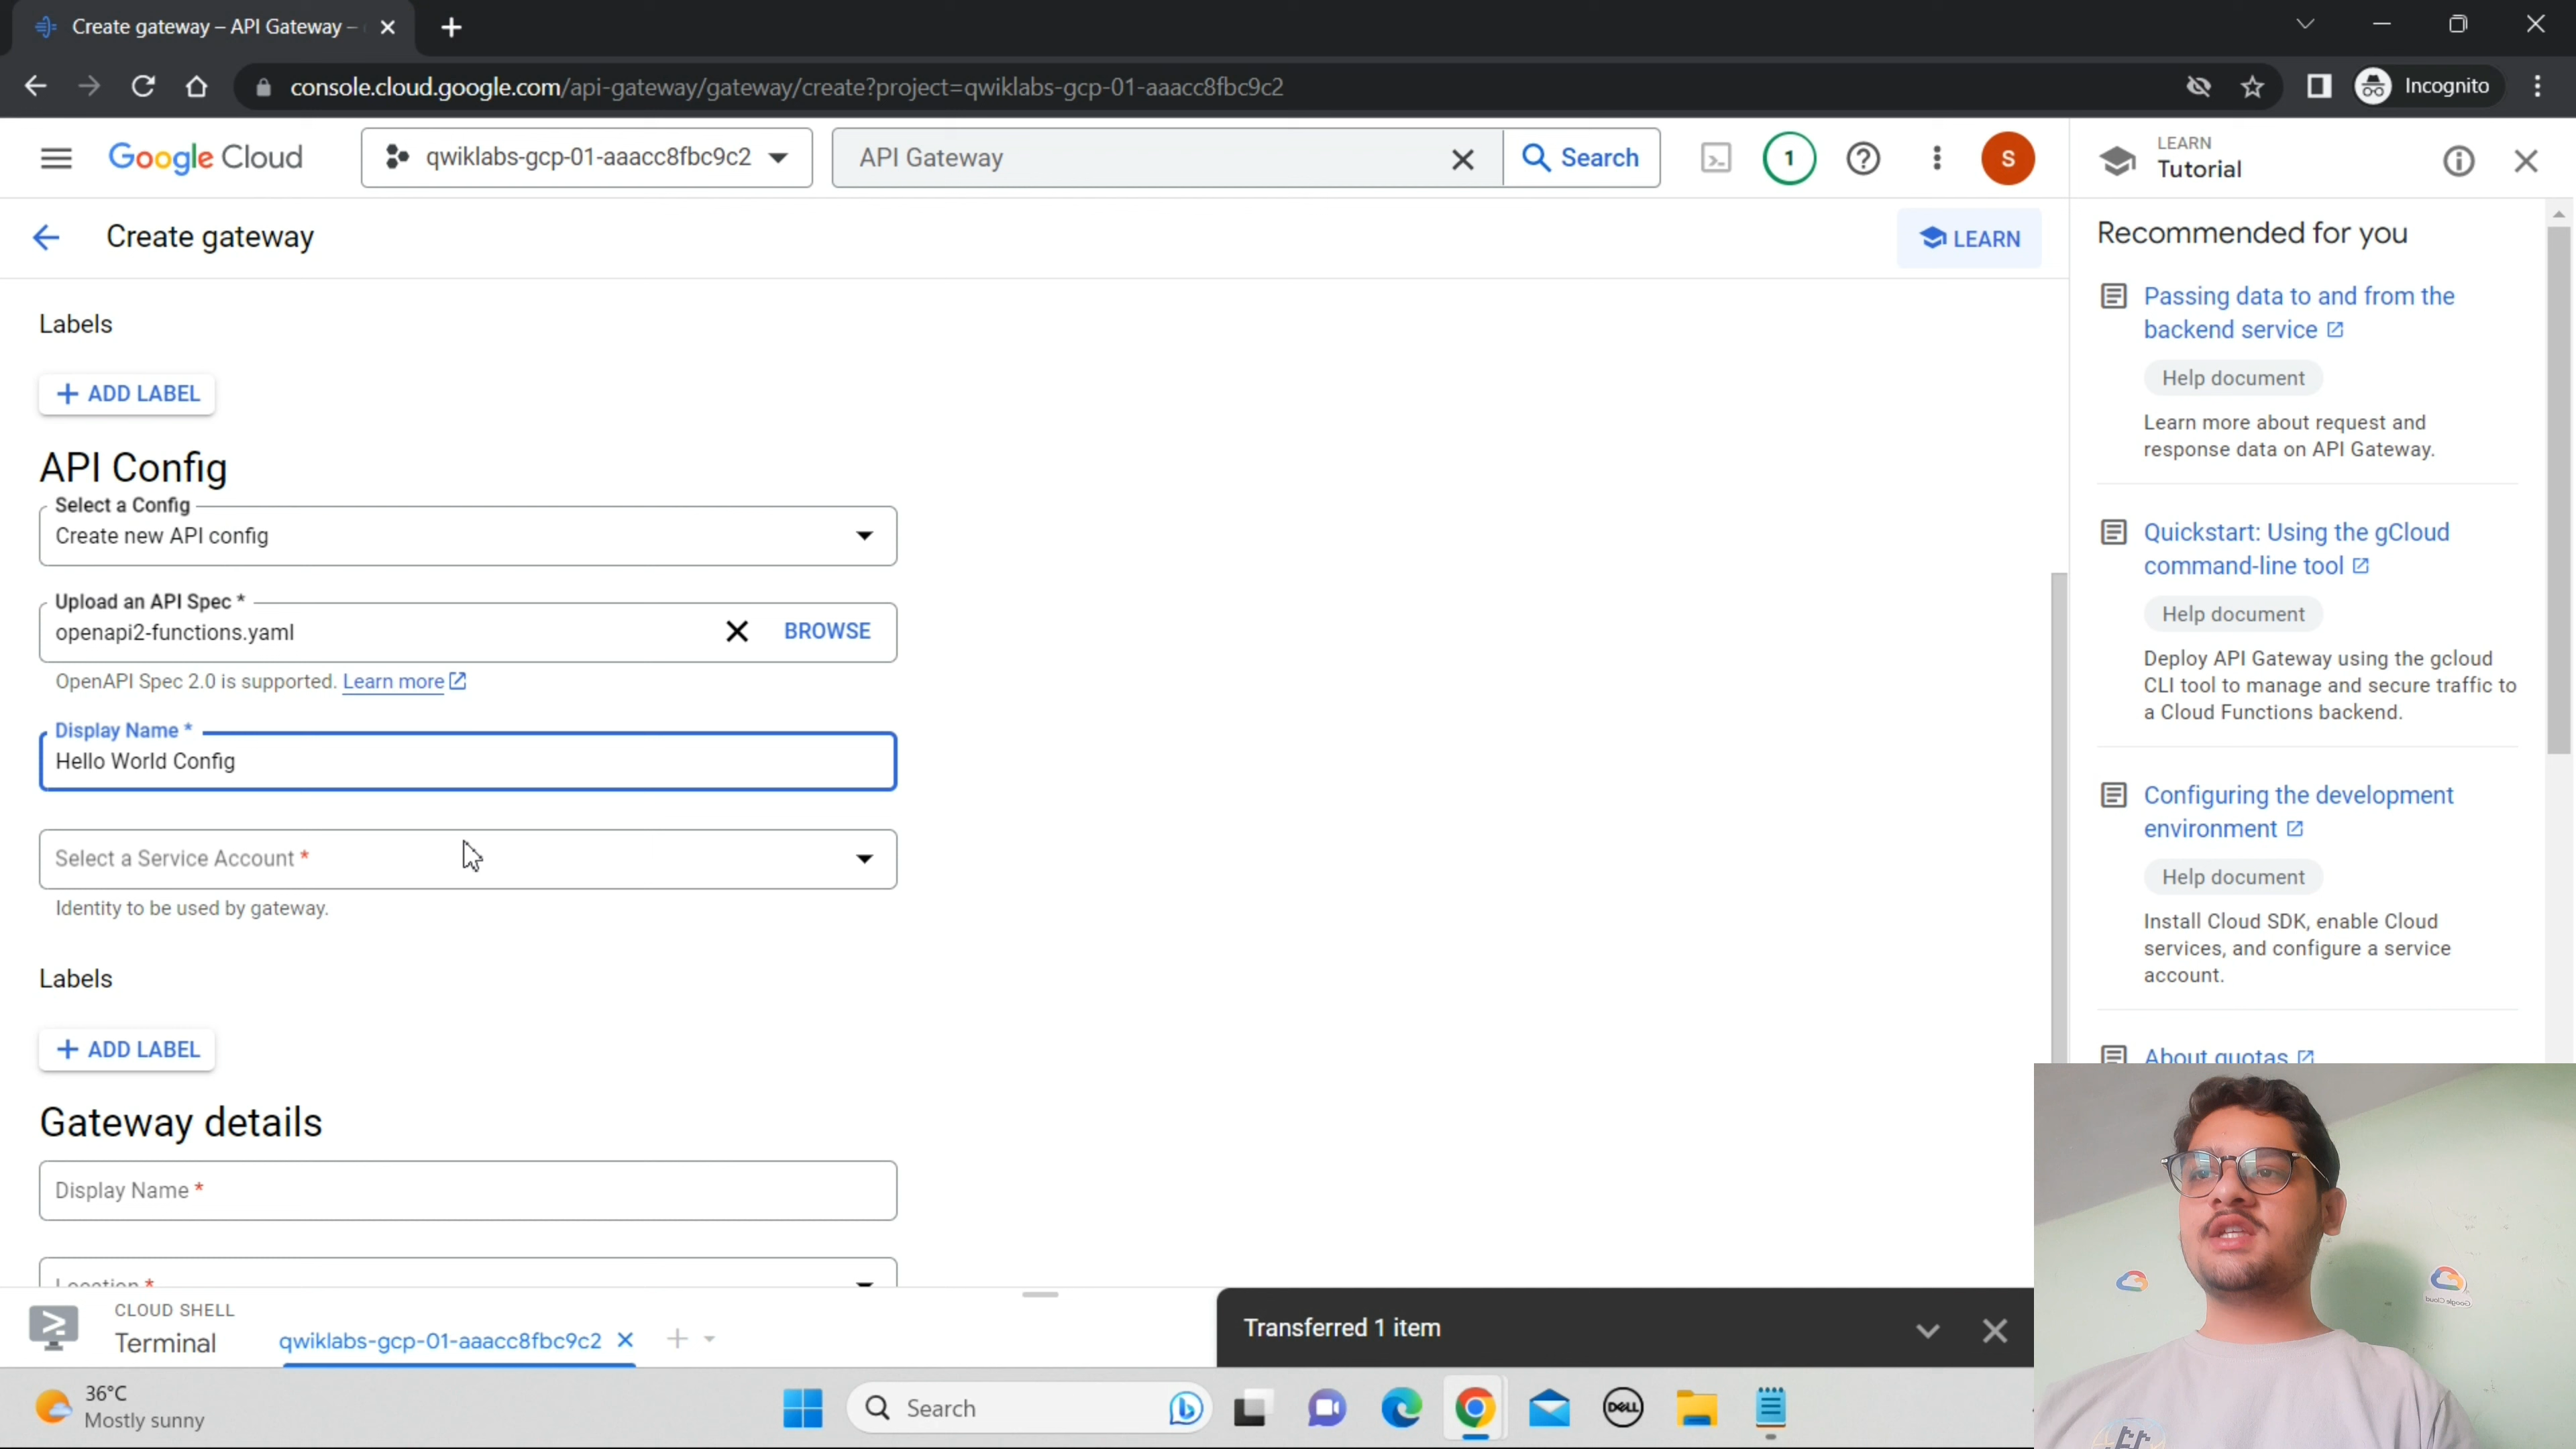 Create gateway – API Gateway –
console.cloud.google.com/api-gateway/gateway/create?project=qwiklabs-gcp-01-aaacc8fbc9c2
Incognito
Google Cloud
qwiklabs-gcp-01-aaacc8fbc9c2
API Gateway
Search
1
S
LEARN
Tutorial
Create gateway
LEARN
Labels
ADD LABEL
API Config
Select a Config
Create new API config
Upload an API Spec *
openapi2-functions.yaml
BROWSE
OpenAPI Spec 2.0 is supported. Learn more
Display Name *
Hello World Config
Select a Service Account *
Identity to be used by gateway.
Labels
ADD LABEL
Gateway details
Display Name *
Location *
Recommended for you
Passing data to and from the
backend service
Help document
Learn more about request and
response data on API Gateway.
Quickstart: Using the gCloud
command-line tool
Help document
Deploy API Gateway using the gcloud
CLI tool to manage and secure traffic to
a Cloud Functions backend.
Configuring the development
environment
Help document
Install Cloud SDK, enable Cloud
services, and configure a service
account.
About quotas
CLOUD SHELL
Terminal
qwiklabs-gcp-01-aaacc8fbc9c2
Transferred 1 item
36°C
Mostly sunny
Search
DELL
Google Cloud